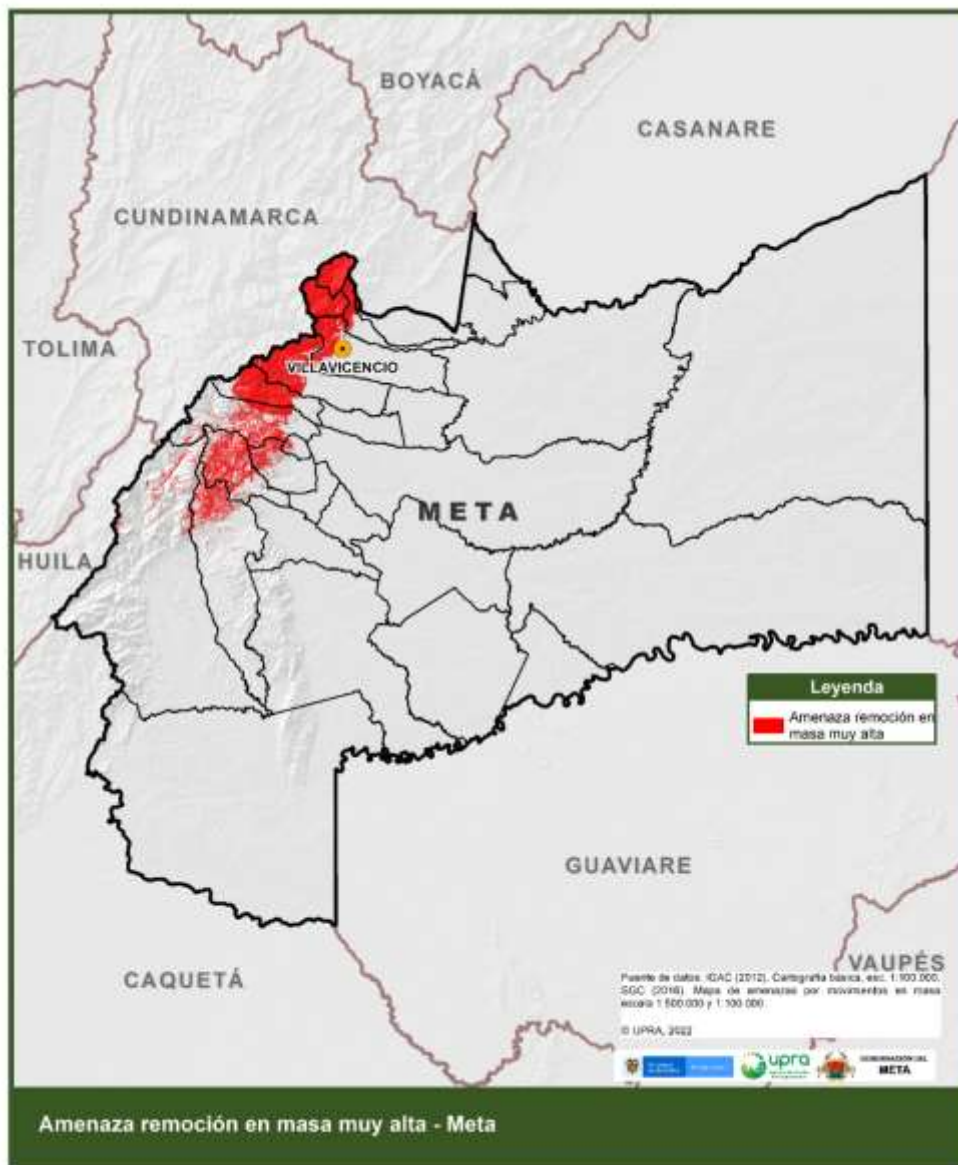 BOYACÁ
CASANARE
CUNDINAMARCA
TOLIMA
VILLAVICENCIO
META
HUILA
Leyenda
Amenaza remoción en
masa muy alta
GUAVIARE
VAUPÉS
CAQUETÁ
Fuente de datos: IGAC (2012). Cartografía básica, esc. 1:100.000.
SGC (2016). Mapa de amenazas por movimientos en masa
escala 1:500.000 y 1:100.000.
© UPRA, 2022
upra
GOBERNACIÓN DEL
META
Amenaza remoción en masa muy alta - Meta